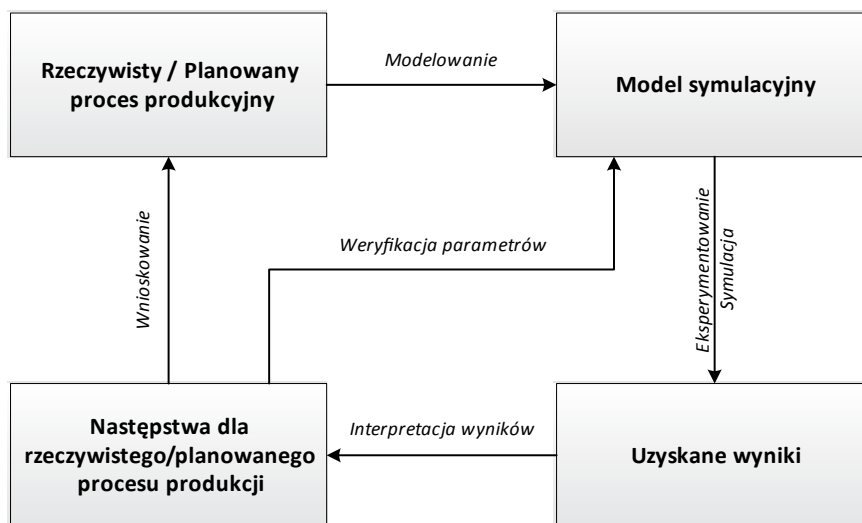 Rzeczywisty / Planowany
proces produkcyjny
Modelowanie
Model symulacyjny
Wnioskowanie
Weryfikacja parametrów
Eksperymentowanie
Symulacja
Następstwa dla
rzeczywistego/planowanego
procesu produkcji
Interpretacja wyników
Uzyskane wyniki